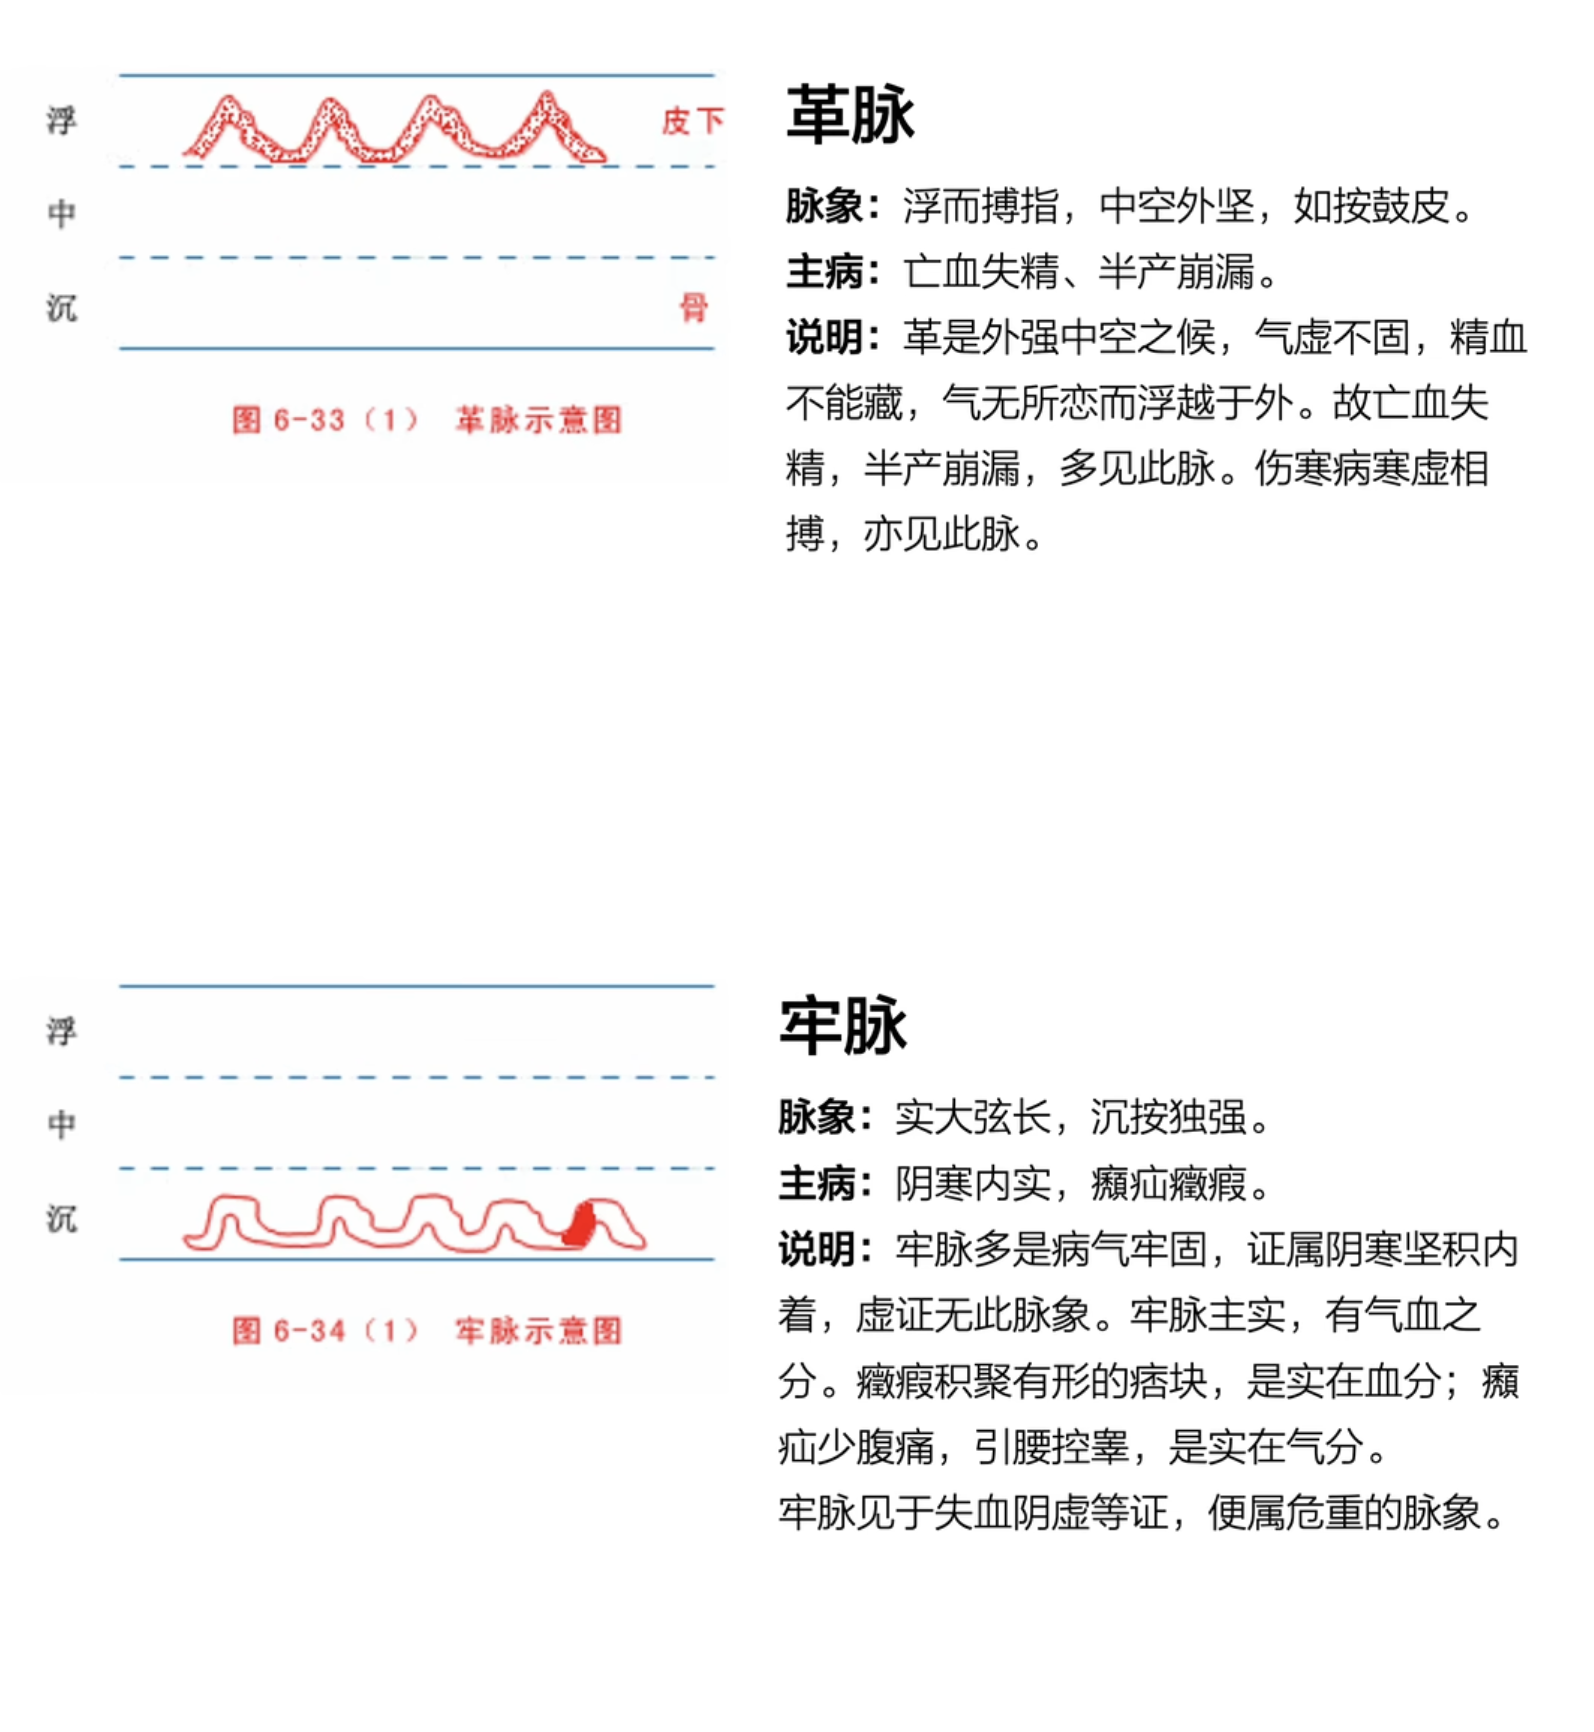 浮
皮下
中
沉
骨
图 6-33（1） 革脉示意图
革脉
脉象：浮而搏指，中空外坚，如按鼓皮。
主病：亡血失精、半产崩漏。
说明：革是外强中空之候，气虚不固，精血
不能藏，气无所恋而浮越于外。故亡血失
精，半产崩漏，多见此脉。伤寒病寒虚相
搏，亦见此脉。
浮
中
沉
图 6-34（1） 牢脉示意图
牢脉
脉象：实大弦长，沉按独强。
主病：阴寒内实，癞疝癥瘕。
说明：牢脉多是病气牢固，证属阴寒坚积内
着，虚证无此脉象。牢脉主实，有气血之
分。癥瘕积聚有形的痞块，是实在血分；癞
疝少腹痛，引腰控睾，是实在气分。
牢脉见于失血阴虚等证，便属危重的脉象。